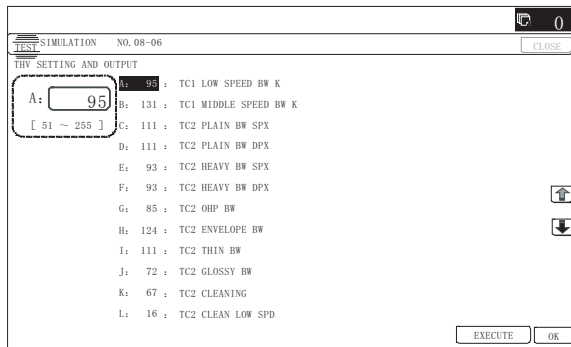 0
TEST SIMULATION NO. 08-06
CLOSE
THV SETTING AND OUTPUT
A: 95
[ 51 ~ 255 ]
A: 95 : TC1 LOW SPEED BW K
B: 131 : TC1 MIDDLE SPEED BW K
C: 111 : TC2 PLAIN BW SPX
D: 111 : TC2 PLAIN BW DPX
E: 93 : TC2 HEAVY BW SPX
F: 93 : TC2 HEAVY BW DPX
G: 85 : TC2 OHP BW
H: 124 : TC2 ENVELOPE BW
I: 111 : TC2 THIN BW
J: 72 : TC2 GLOSSY BW
K: 67 : TC2 CLEANING
L: 16 : TC2 CLEAN LOW SPD
EXECUTE OK